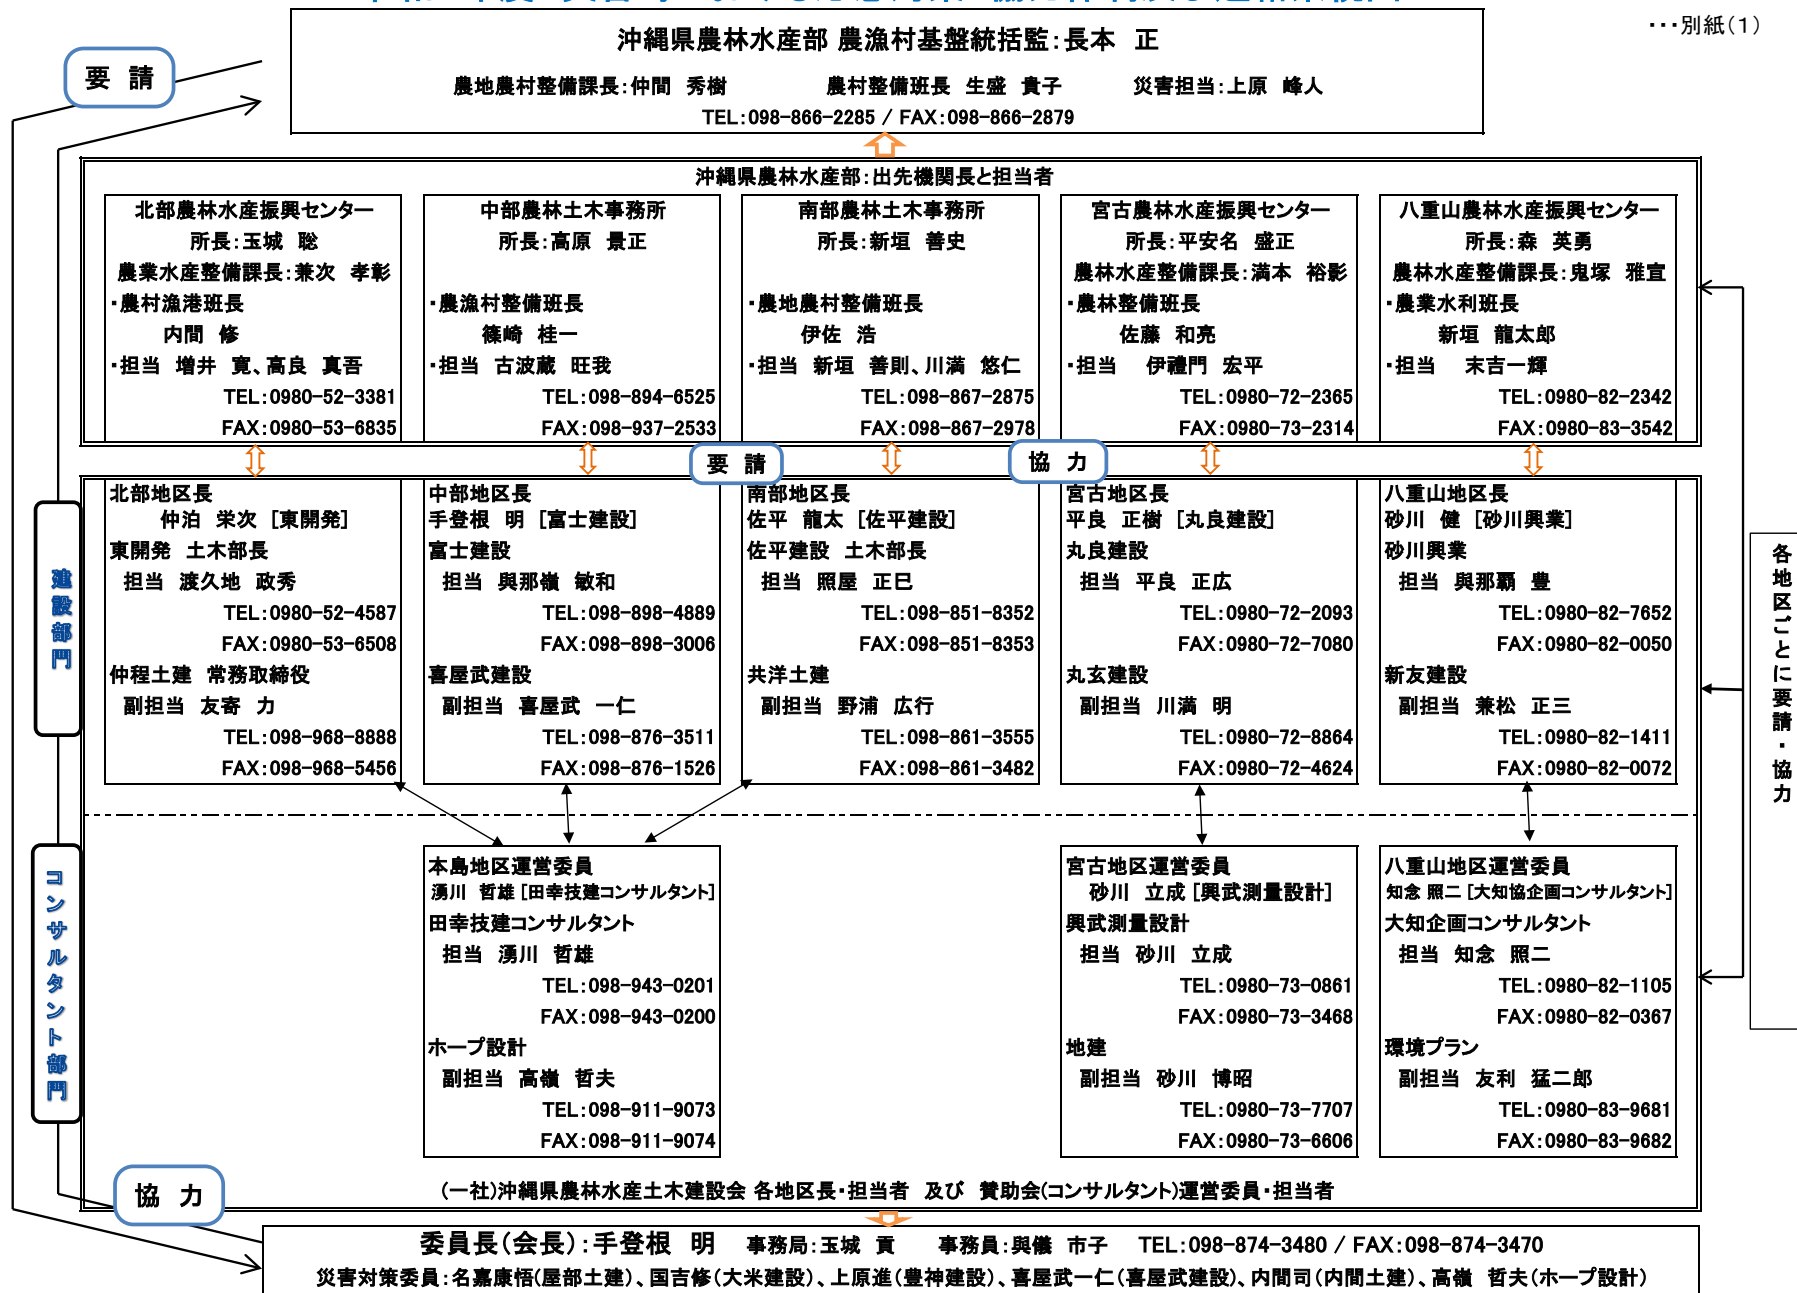 ･･･別紙(1)
沖縄県農林水産部 農漁村基盤統括監:長本 正
農地農村整備課長:仲間 秀樹 農村整備班長 生盛 貴子 災害担当:上原 峰人
TEL:098-866-2285 / FAX:098-866-2879
要 請
沖縄県農林水産部:出先機関長と担当者
北部農林水産振興センター
所長:玉城 聡
農業水産整備課長:兼次 孝彰
･農村漁港班長
内間 修
･担当 増井 寛､高良 真吾
TEL:0980-52-3381
FAX:0980-53-6835
中部農林土木事務所
所長:高原 景正
･農漁村整備班長
篠崎 桂一
･担当 古波蔵 旺我
TEL:098-894-6525
FAX:098-937-2533
南部農林土木事務所
所長:新垣 善史
･農地農村整備班長
伊佐 浩
･担当 新垣 善則､川満 悠仁
TEL:098-867-2875
FAX:098-867-2978
宮古農林水産振興センター
所長:平安名 盛正
農林水産整備課長:満本 裕影
･農林整備班長
佐藤 和亮
･担当 伊禮門 宏平
TEL:0980-72-2365
FAX:0980-73-2314
八重山農林水産振興センター
所長:森 英勇
農林水産整備課長:鬼塚 雅宣
･農業水利班長
新垣 龍太郎
･担当 末吉一輝
TEL:0980-82-2342
FAX:0980-83-3542
要 請
協 力
建設部門
北部地区長
仲泊 栄次 [東開発]
東開発 土木部長
担当 渡久地 政秀
TEL:0980-52-4587
FAX:0980-53-6508
仲程土建 常務取締役
副担当 友寄 力
TEL:098-968-8888
FAX:098-968-5456
中部地区長
手登根 明 [富士建設]
富士建設
担当 與那嶺 敏和
TEL:098-898-4889
FAX:098-898-3006
喜屋武建設
副担当 喜屋武 一仁
TEL:098-876-3511
FAX:098-876-1526
南部地区長
佐平 龍太 [佐平建設]
佐平建設 土木部長
担当 照屋 正巳
TEL:098-851-8352
FAX:098-851-8353
共洋土建
副担当 野浦 広行
TEL:098-861-3555
FAX:098-861-3482
宮古地区長
平良 正樹 [丸良建設]
丸良建設
担当 平良 正広
TEL:0980-72-2093
FAX:0980-72-7080
丸玄建設
副担当 川満 明
TEL:0980-72-8864
FAX:0980-72-4624
八重山地区長
砂川 健 [砂川興業]
砂川興業
担当 與那覇 豊
TEL:0980-82-7652
FAX:0980-82-0050
新友建設
副担当 兼松 正三
TEL:0980-82-1411
FAX:0980-82-0072
各地区ごとに要請・協力
コンサルタント部門
本島地区運営委員
湧川 哲雄 [田幸技建コンサルタント]
田幸技建コンサルタント
担当 湧川 哲雄
TEL:098-943-0201
FAX:098-943-0200
ホープ設計
副担当 高嶺 哲夫
TEL:098-911-9073
FAX:098-911-9074
宮古地区運営委員
砂川 立成 [興武測量設計]
興武測量設計
担当 砂川 立成
TEL:0980-73-0861
FAX:0980-73-3468
地建
副担当 砂川 博昭
TEL:0980-73-7707
FAX:0980-73-6606
八重山地区運営委員
知念 照二 [大知協企画コンサルタント]
大知企画コンサルタント
担当 知念 照二
TEL:0980-82-1105
FAX:0980-82-0367
環境プラン
副担当 友利 猛二郎
TEL:0980-83-9681
FAX:0980-83-9682
協 力
(一社)沖縄県農林水産土木建設会 各地区長･担当者 及び 賛助会(コンサルタント)運営委員･担当者
委員長(会長):手登根 明 事務局:玉城 貢 事務員:與儀 市子 TEL:098-874-3480 / FAX:098-874-3470
災害対策委員:名嘉康悟(屋部土建)､国吉修(大米建設)､上原進(豊神建設)､喜屋武一仁(喜屋武建設)､内間司(内間土建)､高嶺 哲夫(ホープ設計)